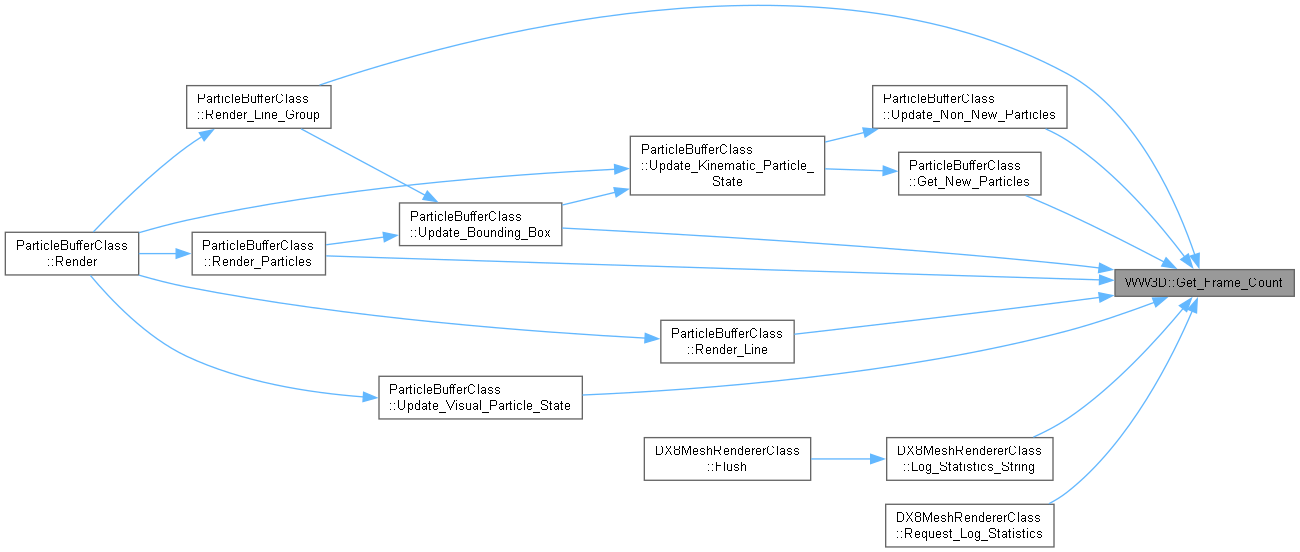 ParticleBufferClass
::Render_Line_Group
ParticleBufferClass
::Update_Non_New_Particles
ParticleBufferClass
::Update_Kinematic_Particle_
State
ParticleBufferClass
::Get_New_Particles
ParticleBufferClass
::Update_Bounding_Box
ParticleBufferClass
::Render
ParticleBufferClass
::Render_Particles
WW3D::Get_Frame_Count
ParticleBufferClass
::Render_Line
ParticleBufferClass
::Update_Visual_Particle_State
DX8MeshRendererClass
::Flush
DX8MeshRendererClass
::Log_Statistics_String
DX8MeshRendererClass
::Request_Log_Statistics